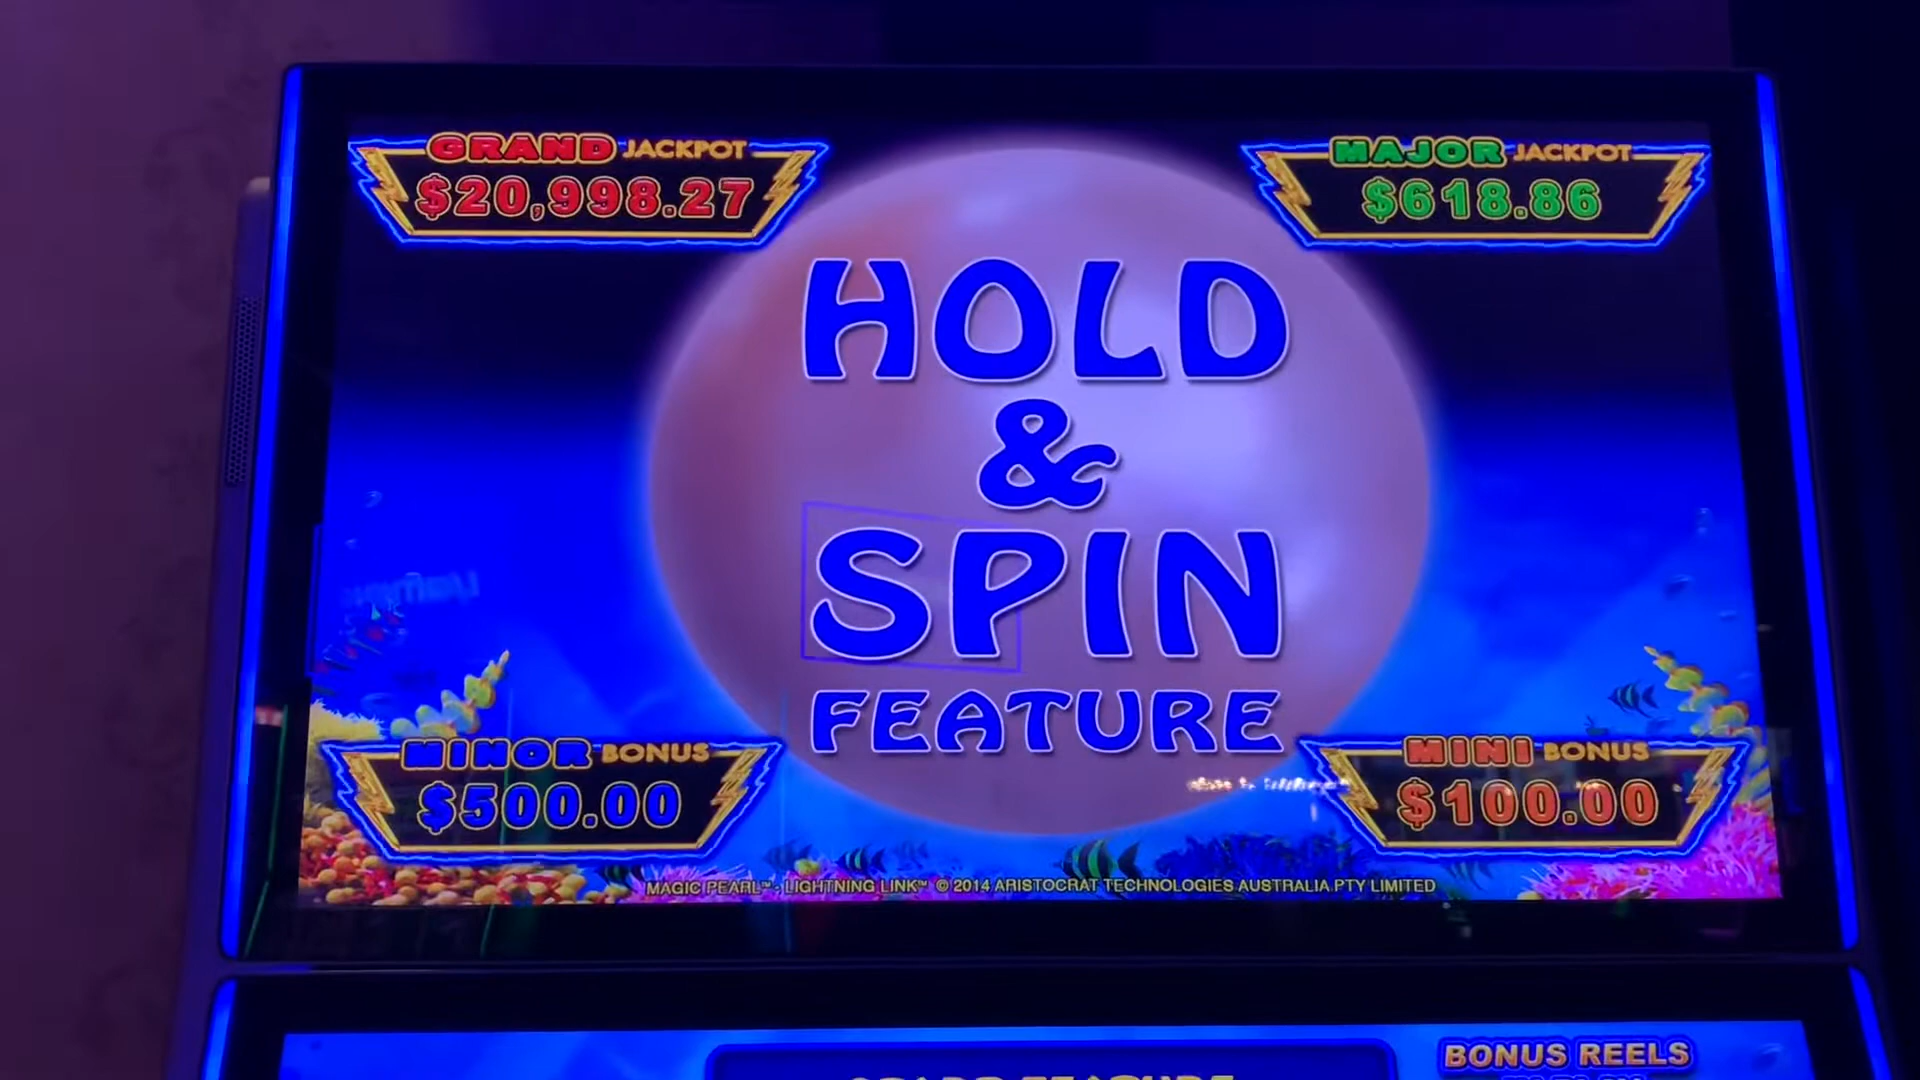 GRAND JACKPOT
$20,998.27
MAJOR JACKPOT
$618.86
HOLD
&
SPIN
FEATURE
MINOR BONUS
$500.00
MINI BONUS
$100.00
MAGIC PEARL™ - LIGHTNING LINK™ © 2014 ARISTOCRAT TECHNOLOGIES AUSTRALIA PTY LIMITED
BONUS REELS
FEATURE